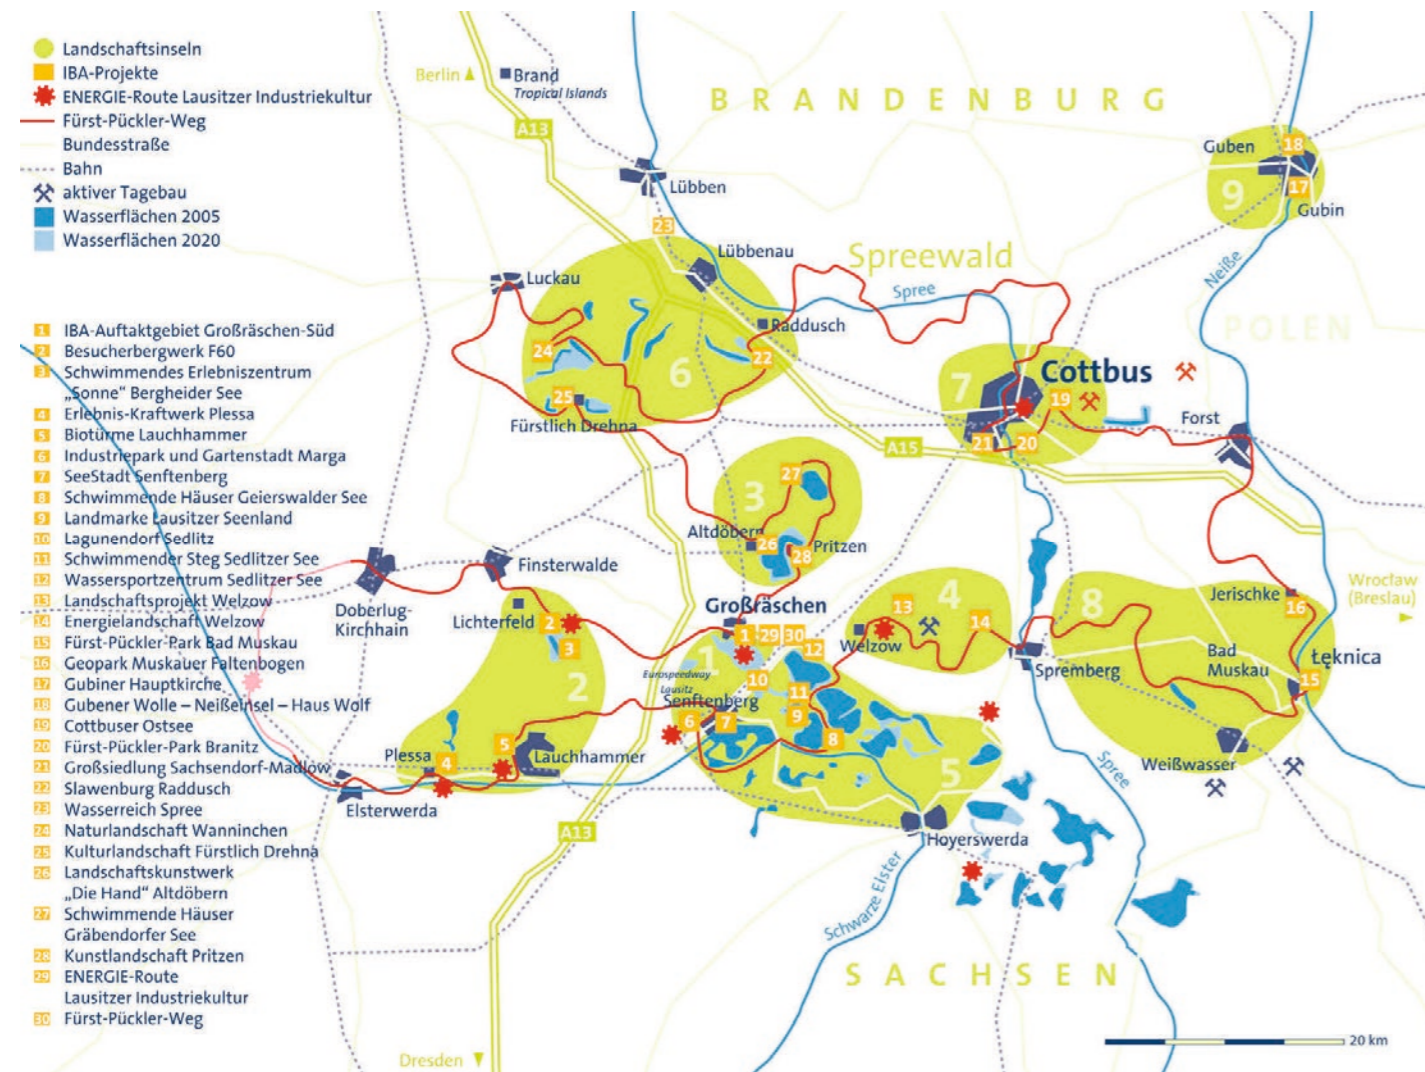 Landschaftsinseln
IBA-Projekte
ENERGIE-Route Lausitzer Industriekultur
Fürst-Pückler-Weg
Bundesstraße
Bahn
aktiver Tagebau
Wasserflächen 2005
Wasserflächen 2020
1 IBA-Auftaktgebiet Großräschen-Süd
2 Besucherbergwerk F60
3 Schwimmendes Erlebniszentrum
„Sonne“ Bergheider See
4 Erlebnis-Kraftwerk Plessa
5 Biotürme Lauchhammer
6 Industriepark und Gartenstadt Marga
7 SeeStadt Senftenberg
8 Schwimmende Häuser Geierswalder See
9 Landmarke Lausitzer Seenland
10 Lagunendorf Sedlitz
11 Schwimmender Steg Sedlitzer See
12 Wassersportzentrum Sedlitzer See
13 Landschaftsprojekt Welzow
14 Energielandschaft Welzow
15 Fürst-Pückler-Park Bad Muskau
16 Geopark Muskauer Faltenbogen
17 Gubiner Hauptkirche
18 Gubener Wolle – Neißeinsel – Haus Wolf
19 Cottbuser Ostsee
20 Fürst-Pückler-Park Branitz
21 Großsiedlung Sachsendorf-Madlow
22 Slawenburg Raddusch
23 Wasserreich Spree
24 Naturlandschaft Wanninchen
25 Kulturlandschaft Fürstlich Drehna
26 Landschaftskunstwerk
„Die Hand“ Altdöbern
27 Schwimmende Häuser
Gräbendorfer See
28 Kunstlandschaft Pritzen
29 ENERGIE-Route
Lausitzer Industriekultur
30 Fürst-Pückler-Weg
Berlin
Brand
Tropical Islands
BRANDENBURG
A13
Lübben
23
Guben
18
9
17
Gubin
Lübbenau
Spreewald
Luckau
Spree
Neiße
Raddusch
POLEN
24
6
22
25
Fürstlich Drehna
7
Cottbus
19
21
20
Forst
A15
27
3
Altdöbern
26
28
Pritzen
Finsterwalde
Doberlug-
Kirchhain
Lichterfeld
2
3
2
Großräschen
1
29
30
12
1
Eurospeedway
Lausitz
10
11
9
8
Senftenberg
6
7
5
13
4
14
Welzow
Spremberg
8
Jerischke
16
Wrocław
(Breslau)
Bad
Muskau
Łęknica
15
Weißwasser
Plessa
4
5
Lauchhammer
Elsterwerda
A13
Spree
Hoyerswerda
Schwarze Elster
SACHSEN
Dresden
20 km